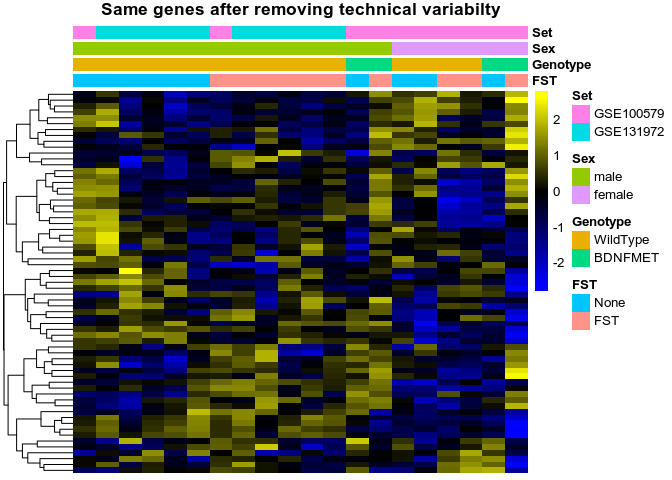 Same genes after removing technical variabilty
Set
Sex
Genotype
FST
2
1
0
-1
-2
Set
GSE100579
GSE131972
Sex
male
female
Genotype
WildType
BDNFMET
FST
None
FST